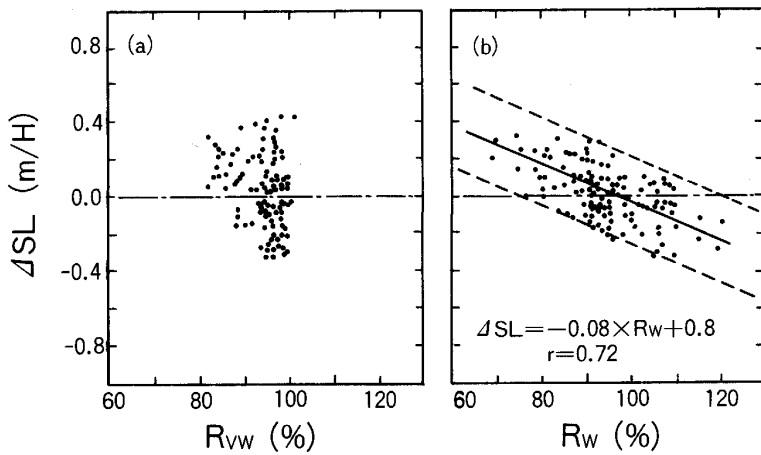 (a)
(b)
0.8
0.4
0.0
-0.4
-0.8
ΔSL (m/H)
ΔSL=-0.08×Rw+0.8
r=0.72
60 80 100 120
60 80 100 120
Rvw (%)
Rw (%)